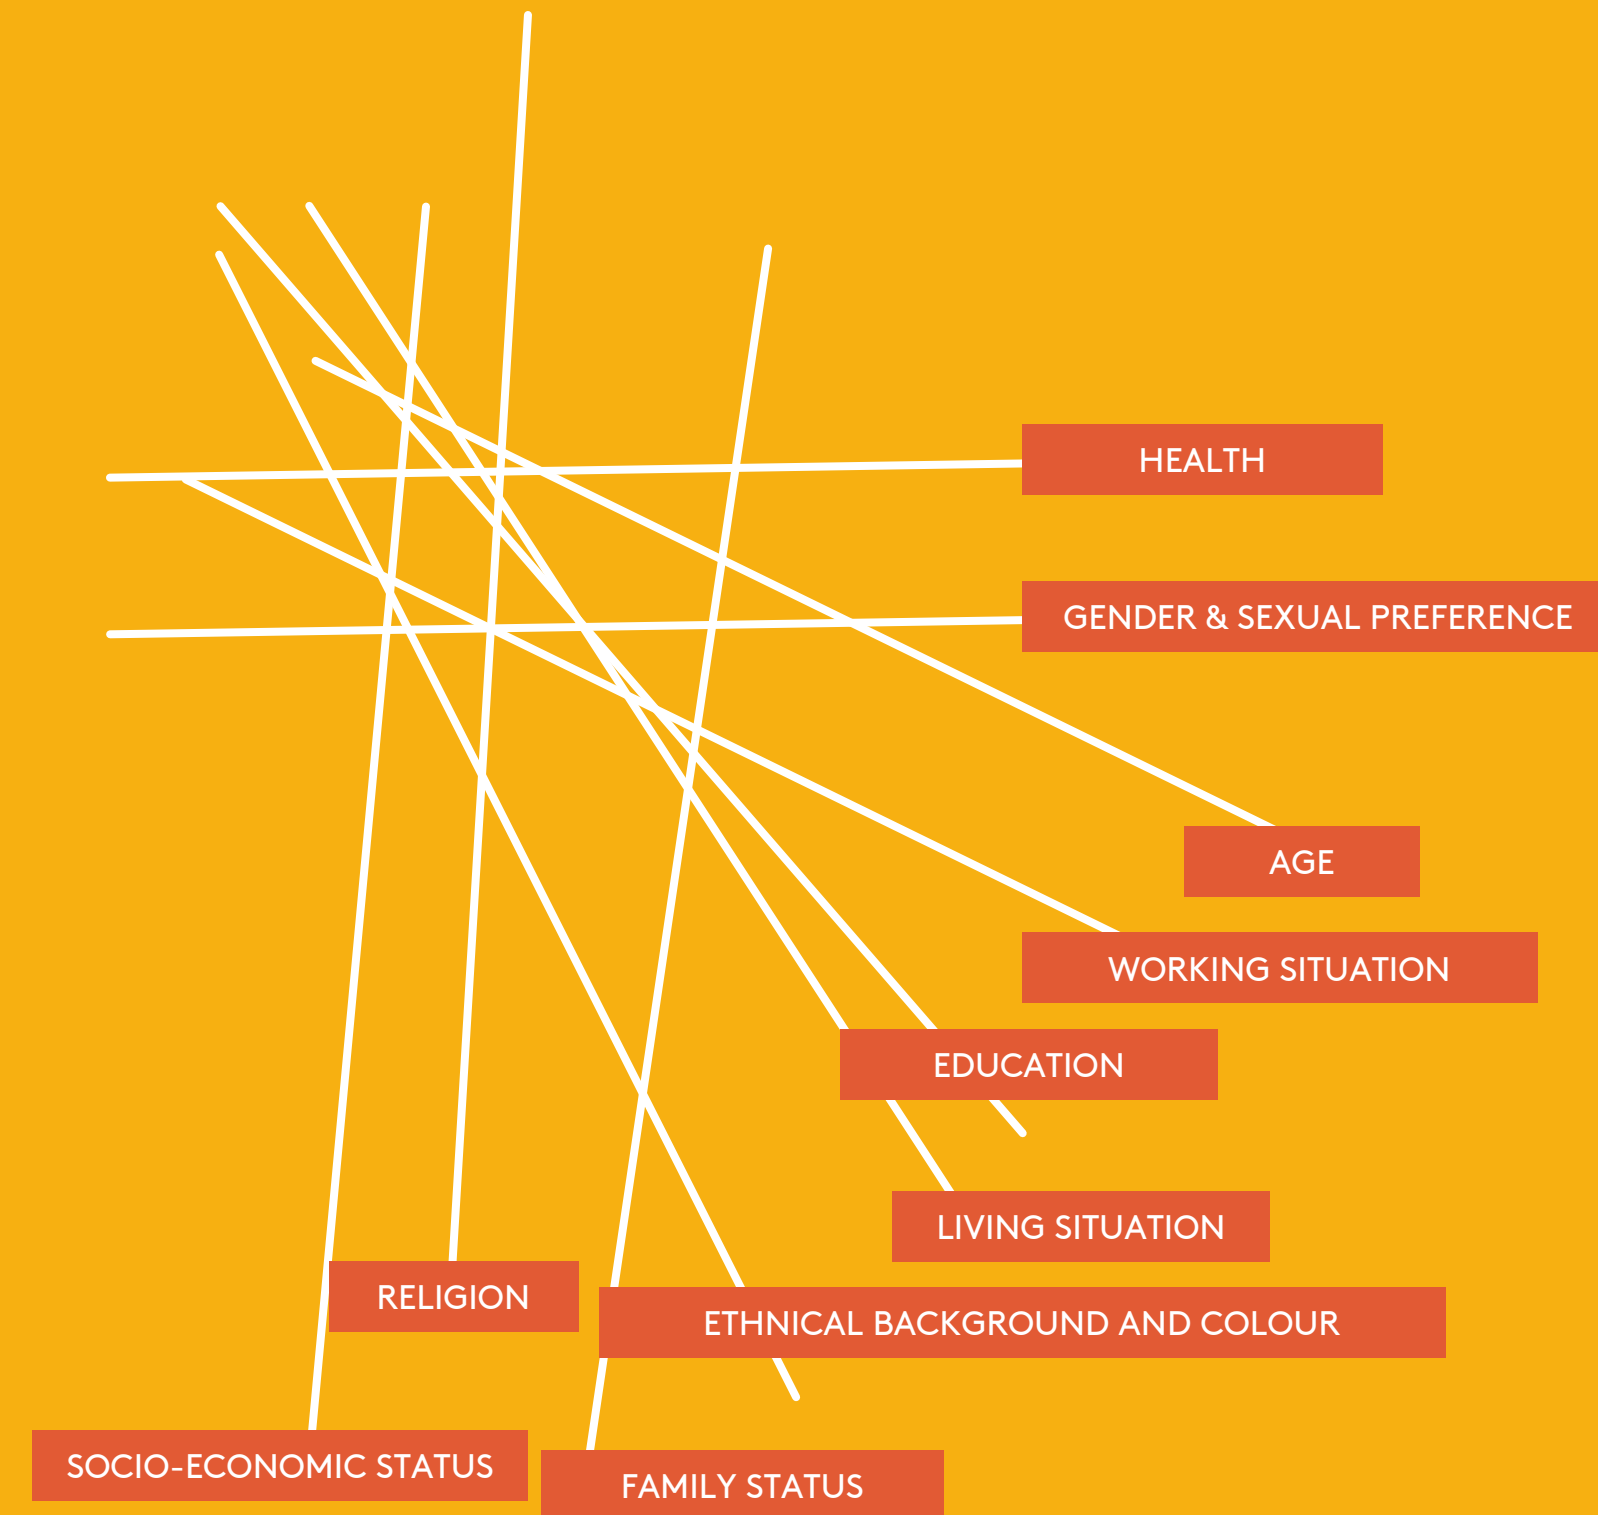 HEALTH
GENDER & SEXUAL PREFERENCE
AGE
WORKING SITUATION
EDUCATION
LIVING SITUATION
RELIGION
ETHNICAL BACKGROUND AND COLOUR
SOCIO-ECONOMIC STATUS
FAMILY STATUS